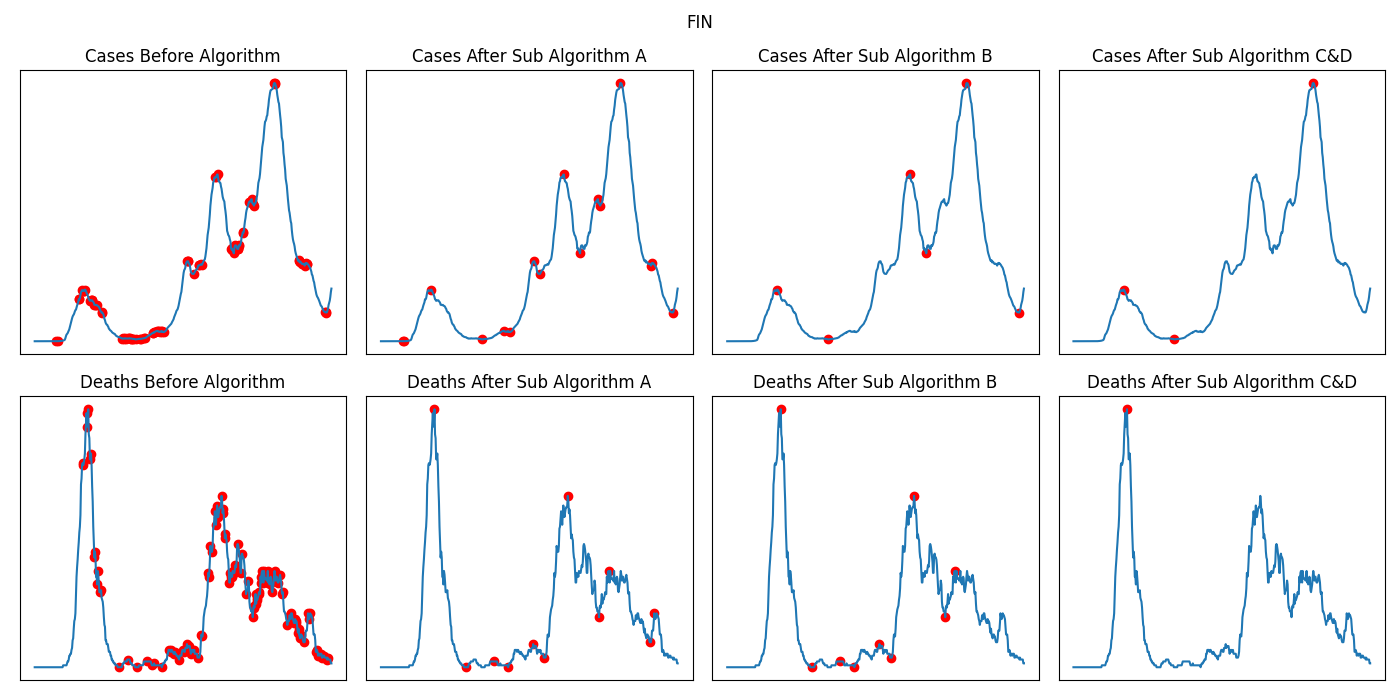 FIN
Cases Before Algorithm
Cases After Sub Algorithm A
Cases After Sub Algorithm B
Cases After Sub Algorithm C&D
Deaths Before Algorithm
Deaths After Sub Algorithm A
Deaths After Sub Algorithm B
Deaths After Sub Algorithm C&D